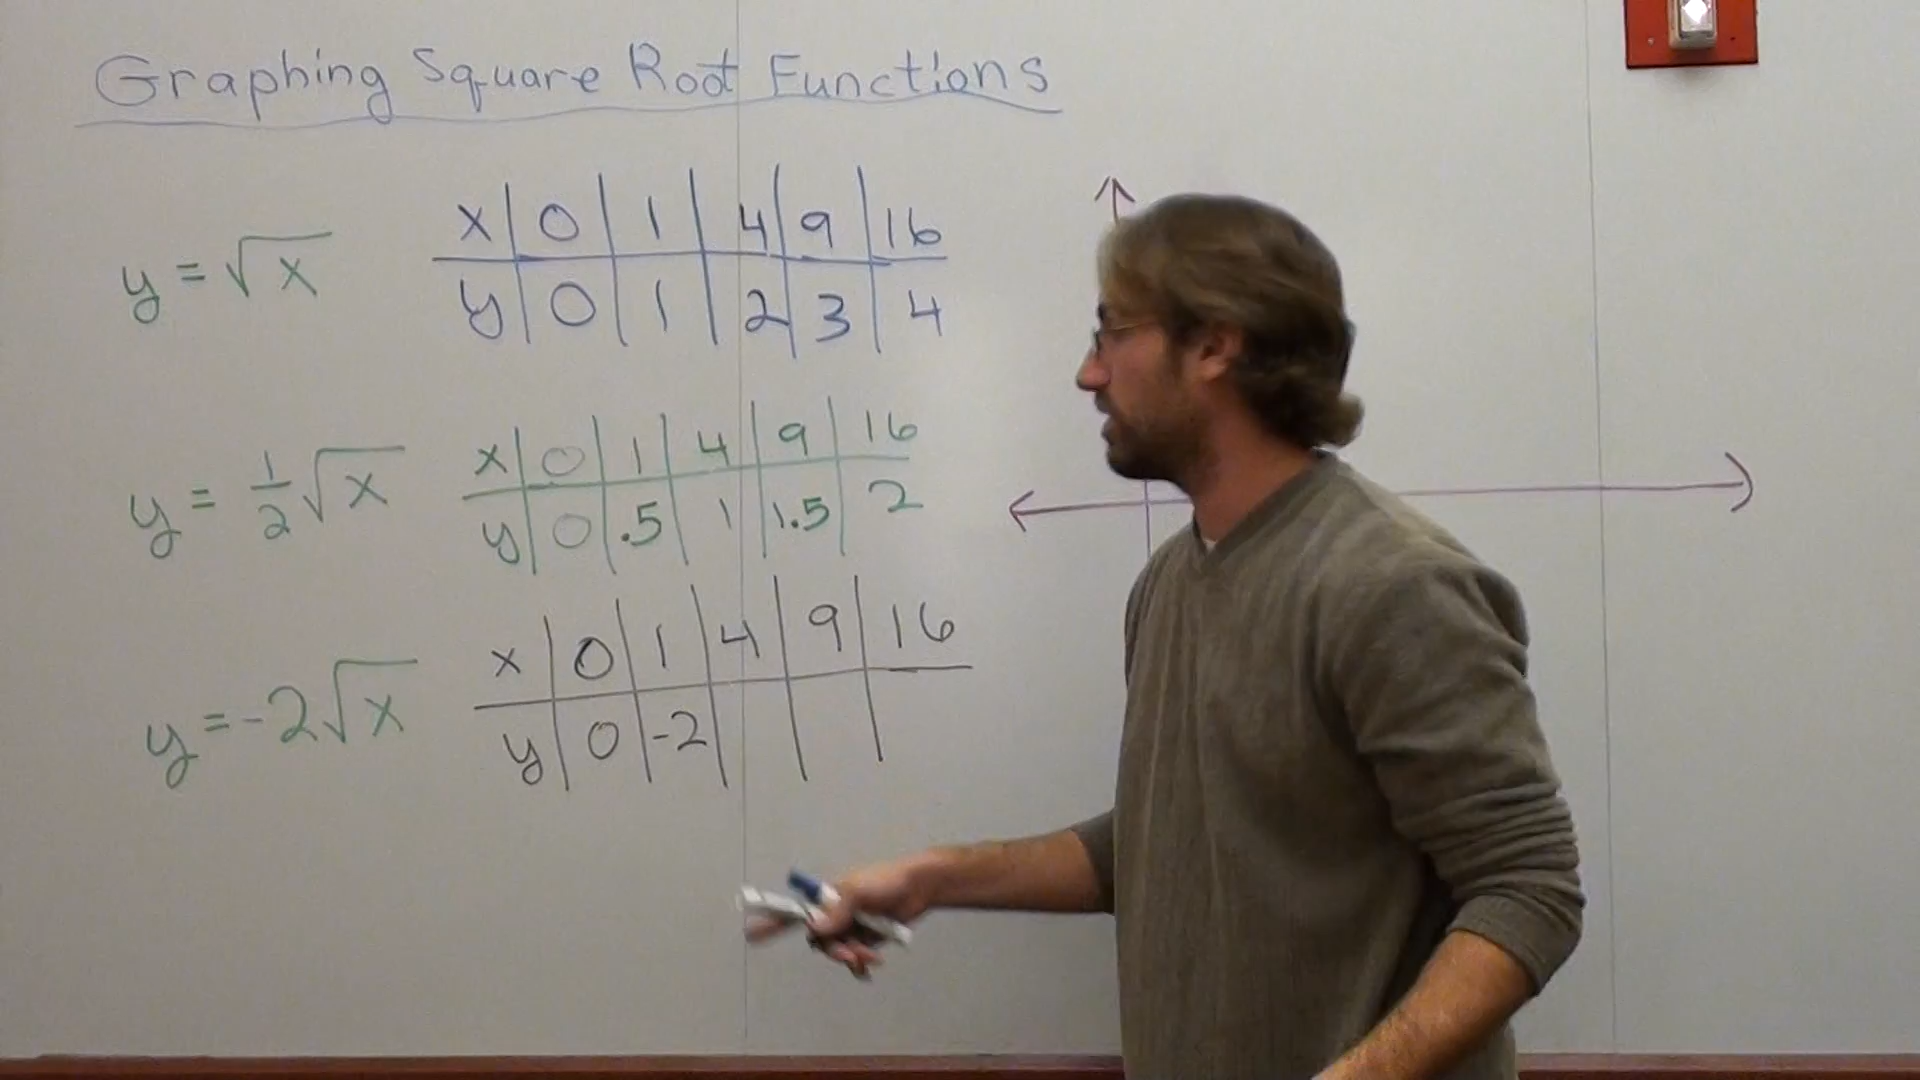 Graphing Square Root Functions
y = √x
x | 0 | 1 | 4 | 9 | 16
y | 0 | 1 | 2 | 3 | 4
y = 1/2 √x
x | 0 | 1 | 4 | 9 | 16
y | 0 | .5 | 1 | 1.5 | 2
y = -2√x
x | 0 | 1 | 4 | 9 | 16
y | 0 | -2 | | |